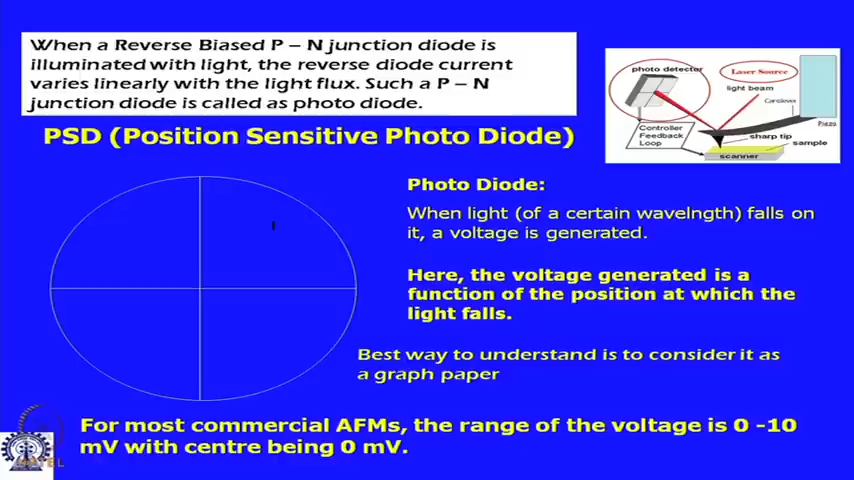 When a Reverse Biased P – N junction diode is
illuminated with light, the reverse diode current
varies linearly with the light flux. Such a P – N
junction diode is called as photo diode.
PSD (Position Sensitive Photo Diode)
photo detector
Laser Source
light beam
Cantilever
Piezo
Controller
Feedback
Loop
sharp tip
sample
scanner
Photo Diode:
When light (of a certain wavelngth) falls on
it, a voltage is generated.
Here, the voltage generated is a
function of the position at which the
light falls.
Best way to understand is to consider it as
a graph paper
For most commercial AFMs, the range of the voltage is 0 -10
mV with centre being 0 mV.